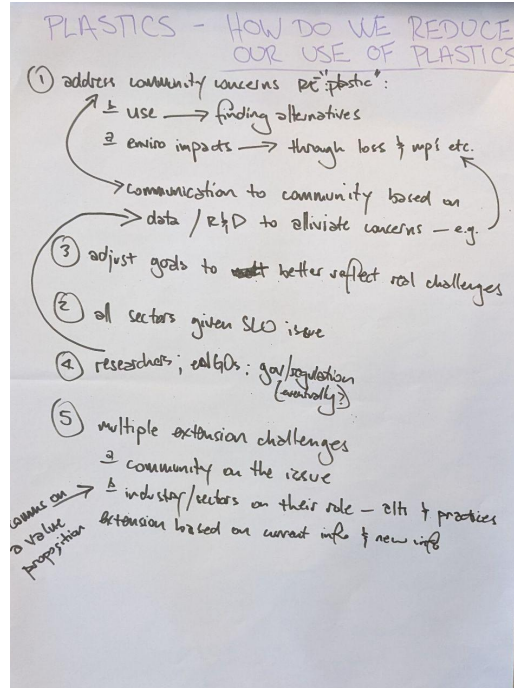 PLASTICS - HOW DO WE REDUCE
OUR USE OF PLASTICS
① address community concerns RE "plastic":
b use → finding alternatives
a enviro impacts → through loss & mp's etc.
communication to community based on
data / R&D to alliviate concerns - e.g.
③ adjust goals to better reflect real challenges
② all sectors given SLO issue
④ researchers; eNGOs; gov/regulation
(eventually?)
⑤ multiple extension challenges
a community on the issue
b industry/sectors on their role - alts & practices
extension based on current info & new info
comms on
a value
proposition